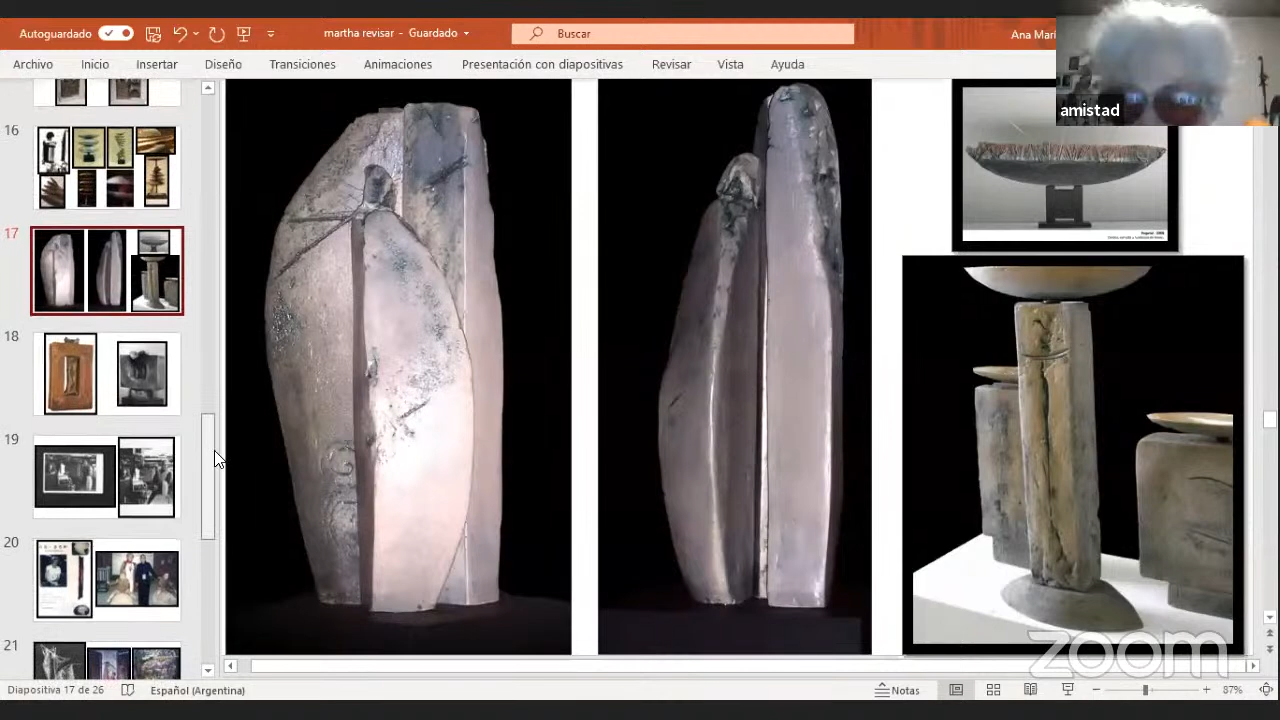 Autoguardado
martha revisar - Guardado
Buscar
Ana Marí
Archivo
Inicio
Insertar
Diseño
Transiciones
Animaciones
Presentación con diapositivas
Revisar
Vista
Ayuda
amistad
16
17
18
19
20
21
zoom
Diapositiva 17 de 26
Español (Argentina)
Notas
87%